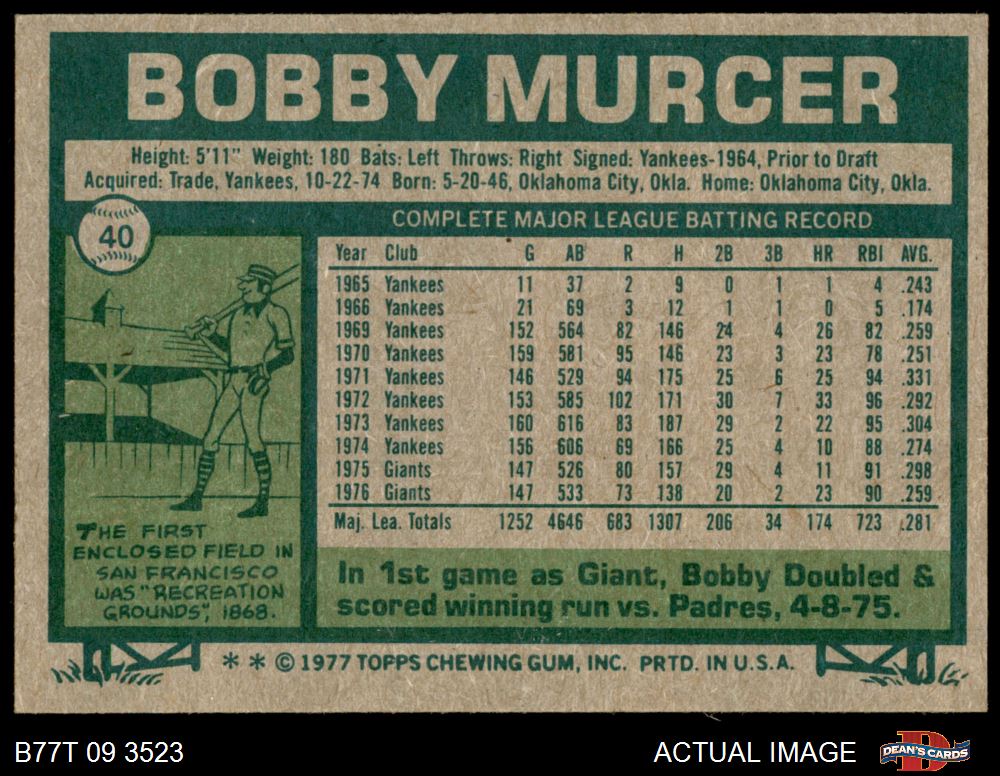 BOBBY MURCER
Height: 5'11" Weight: 180 Bats: Left Throws: Right Signed: Yankees-1964, Prior to Draft
Acquired: Trade, Yankees, 10-22-74 Born: 5-20-46, Oklahoma City, Okla. Home: Oklahoma City, Okla.
40
COMPLETE MAJOR LEAGUE BATTING RECORD
Year Club G AB R H 2B 3B HR RBI AVG.
1965 Yankees 11 37 2 9 0 1 1 4 .243
1966 Yankees 21 69 3 12 1 1 0 5 .174
1969 Yankees 152 564 82 146 24 4 26 82 .259
1970 Yankees 159 581 95 146 23 3 23 78 .251
1971 Yankees 146 529 94 175 25 6 25 94 .331
1972 Yankees 153 585 102 171 30 7 33 96 .292
1973 Yankees 160 616 83 187 29 2 22 95 .304
1974 Yankees 156 606 69 166 25 4 10 88 .274
1975 Giants 147 526 80 157 29 4 11 91 .298
1976 Giants 147 533 73 138 20 2 23 90 .259
Maj. Lea. Totals 1252 4646 683 1307 206 34 174 723 .281
THE FIRST
ENCLOSED FIELD IN
SAN FRANCISCO
WAS "RECREATION
GROUNDS", 1868.
In 1st game as Giant, Bobby Doubled &
scored winning run vs. Padres, 4-8-75.
* * © 1977 TOPPS CHEWING GUM, INC. PRTD. IN U.S.A.
B77T 09 3523
ACTUAL IMAGE
DEAN'S CARDS